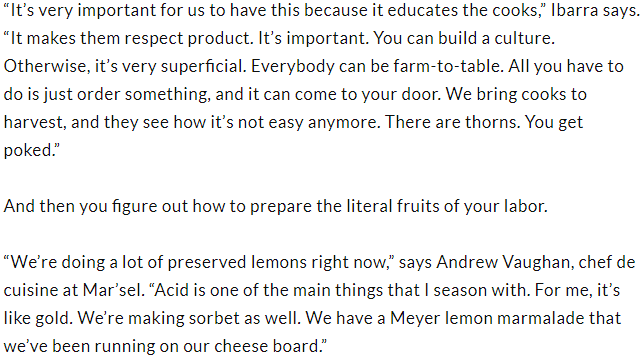 “It’s very important for us to have this because it educates the cooks,” Ibarra says.
“It makes them respect product. It’s important. You can build a culture.
Otherwise, it’s very superficial. Everybody can be farm-to-table. All you have to
do is just order something, and it can come to your door. We bring cooks to
harvest, and they see how it’s not easy anymore. There are thorns. You get
poked.”
And then you figure out how to prepare the literal fruits of your labor.
“We’re doing a lot of preserved lemons right now,” says Andrew Vaughan, chef de
cuisine at Mar’sel. “Acid is one of the main things that I season with. For me, it’s
like gold. We’re making sorbet as well. We have a Meyer lemon marmalade that
we’ve been running on our cheese board.”